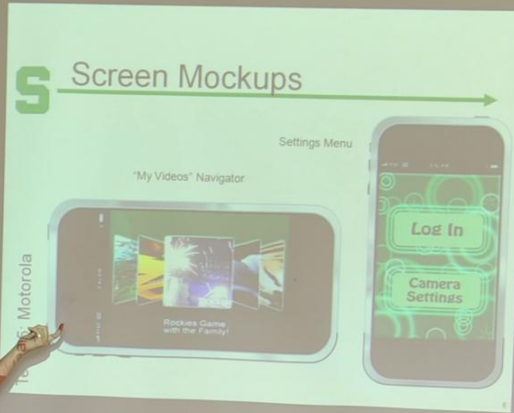 S
Screen Mockups
Settings Menu
"My Videos" Navigator
Log In
Camera
Settings
Rockies Game
with the Family!
Motorola